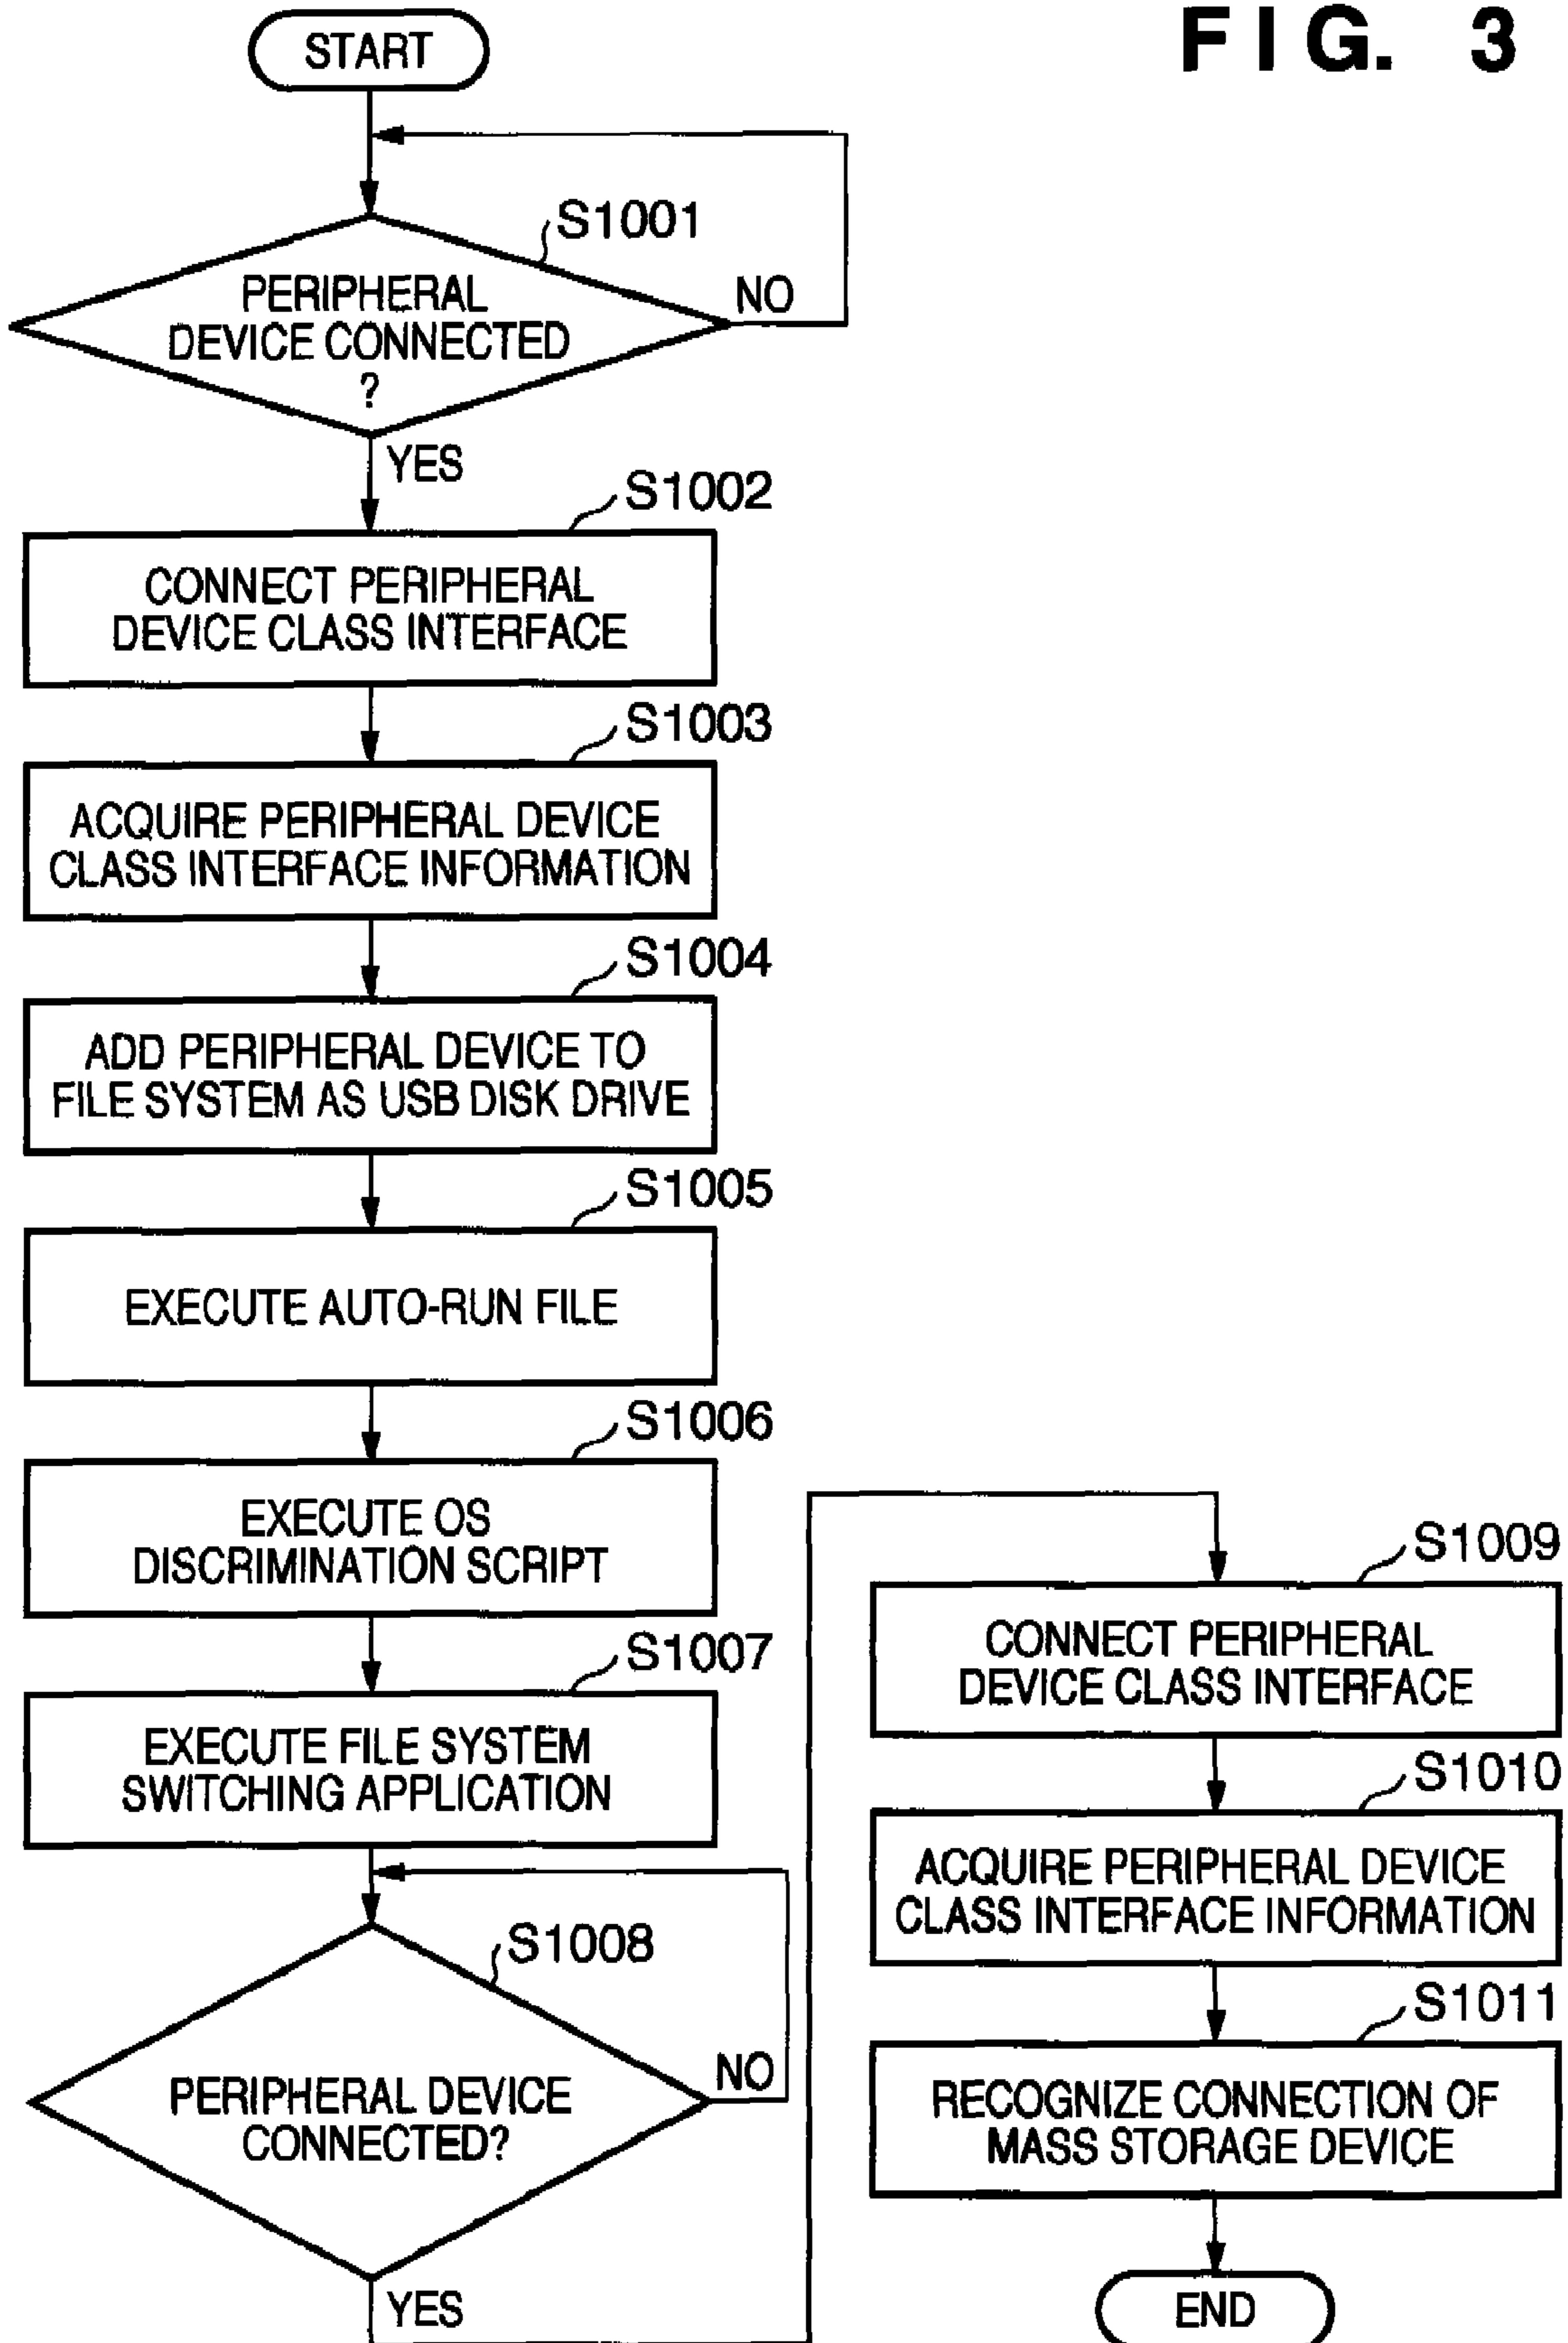 FIG. 3
START
S1001
PERIPHERAL
DEVICE CONNECTED
?
NO
YES
S1002
CONNECT PERIPHERAL
DEVICE CLASS INTERFACE
S1003
ACQUIRE PERIPHERAL DEVICE
CLASS INTERFACE INFORMATION
S1004
ADD PERIPHERAL DEVICE TO
FILE SYSTEM AS USB DISK DRIVE
S1005
EXECUTE AUTO-RUN FILE
S1006
EXECUTE OS
DISCRIMINATION SCRIPT
S1007
EXECUTE FILE SYSTEM
SWITCHING APPLICATION
S1008
PERIPHERAL DEVICE
CONNECTED?
NO
YES
S1009
CONNECT PERIPHERAL
DEVICE CLASS INTERFACE
S1010
ACQUIRE PERIPHERAL DEVICE
CLASS INTERFACE INFORMATION
S1011
RECOGNIZE CONNECTION OF
MASS STORAGE DEVICE
END